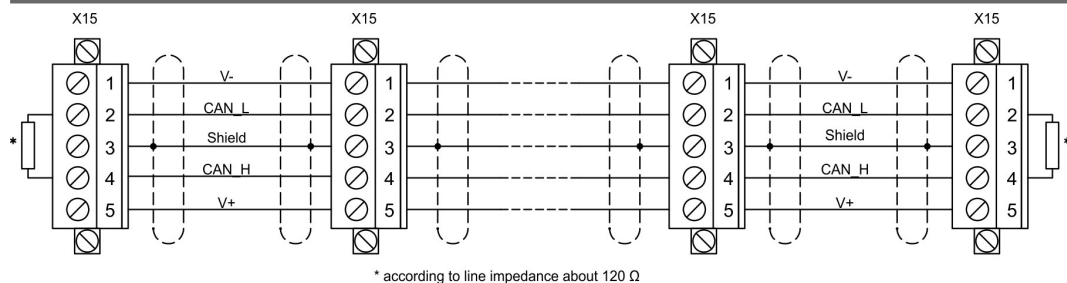 X15 X15 X15 X15
1 V- 1 1 V- 1
2 CAN_L 2 2 CAN_L 2
* 3 Shield 3 3 Shield 3 *
4 CAN_H 4 4 CAN_H 4
5 V+ 5 5 V+ 5
* according to line impedance about 120 Ω